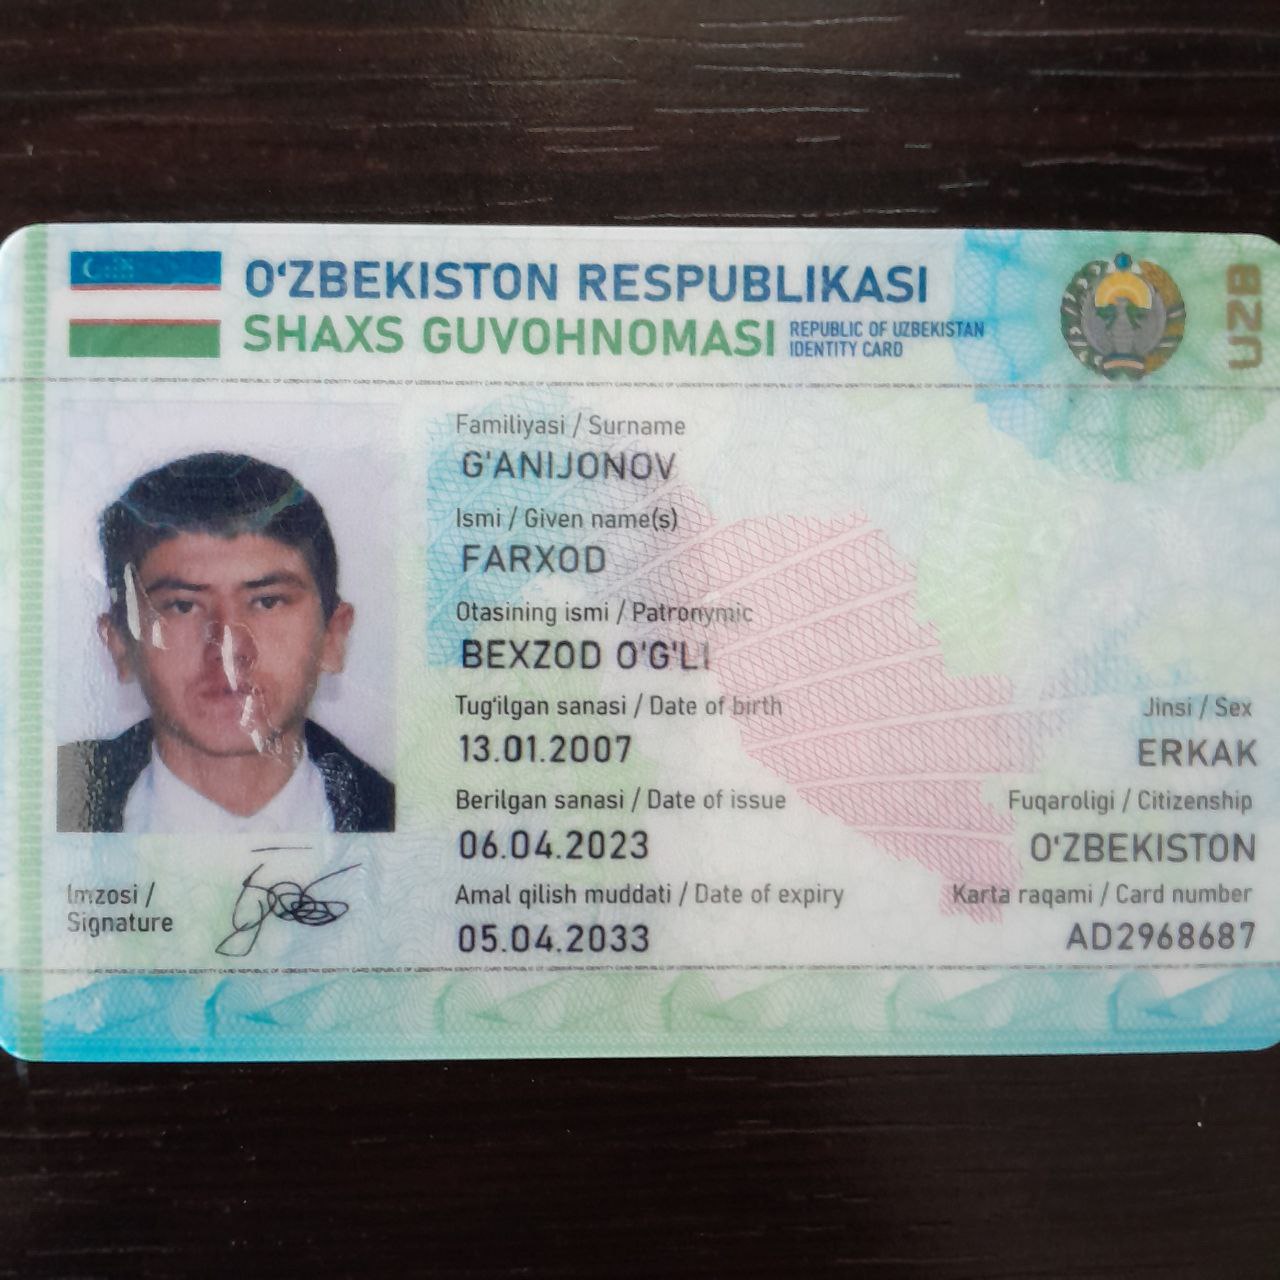 O‘ZBEKISTON RESPUBLIKASI
SHAXS GUVOHNOMASI REPUBLIC OF UZBEKISTAN
IDENTITY CARD
UZB
Familiyasi / Surname
G'ANIJONOV
Ismi / Given name(s)
FARXOD
Otasining ismi / Patronymic
BEXZOD O'G'LI
Tug‘ilgan sanasi / Date of birth
13.01.2007
Jinsi / Sex
ERKAK
Berilgan sanasi / Date of issue
06.04.2023
Fuqaroligi / Citizenship
O‘ZBEKISTON
Imzosi /
Signature
Amal qilish muddati / Date of expiry
05.04.2033
Karta raqami / Card number
AD2968687